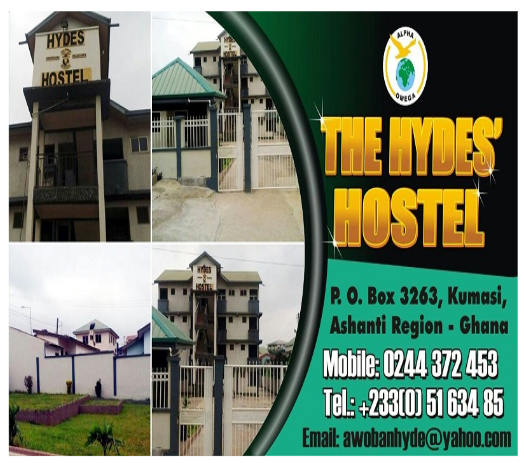 HYDES
HOSTEL
ALPHA
OMEGA
THE HYDES'
HOSTEL
P. O. Box 3263, Kumasi,
Ashanti Region - Ghana
Mobile: 0244 372 453
Tel.: +233(0) 51 634 85
Email: awobanhyde@yahoo.com
HYDES
HOSTEL